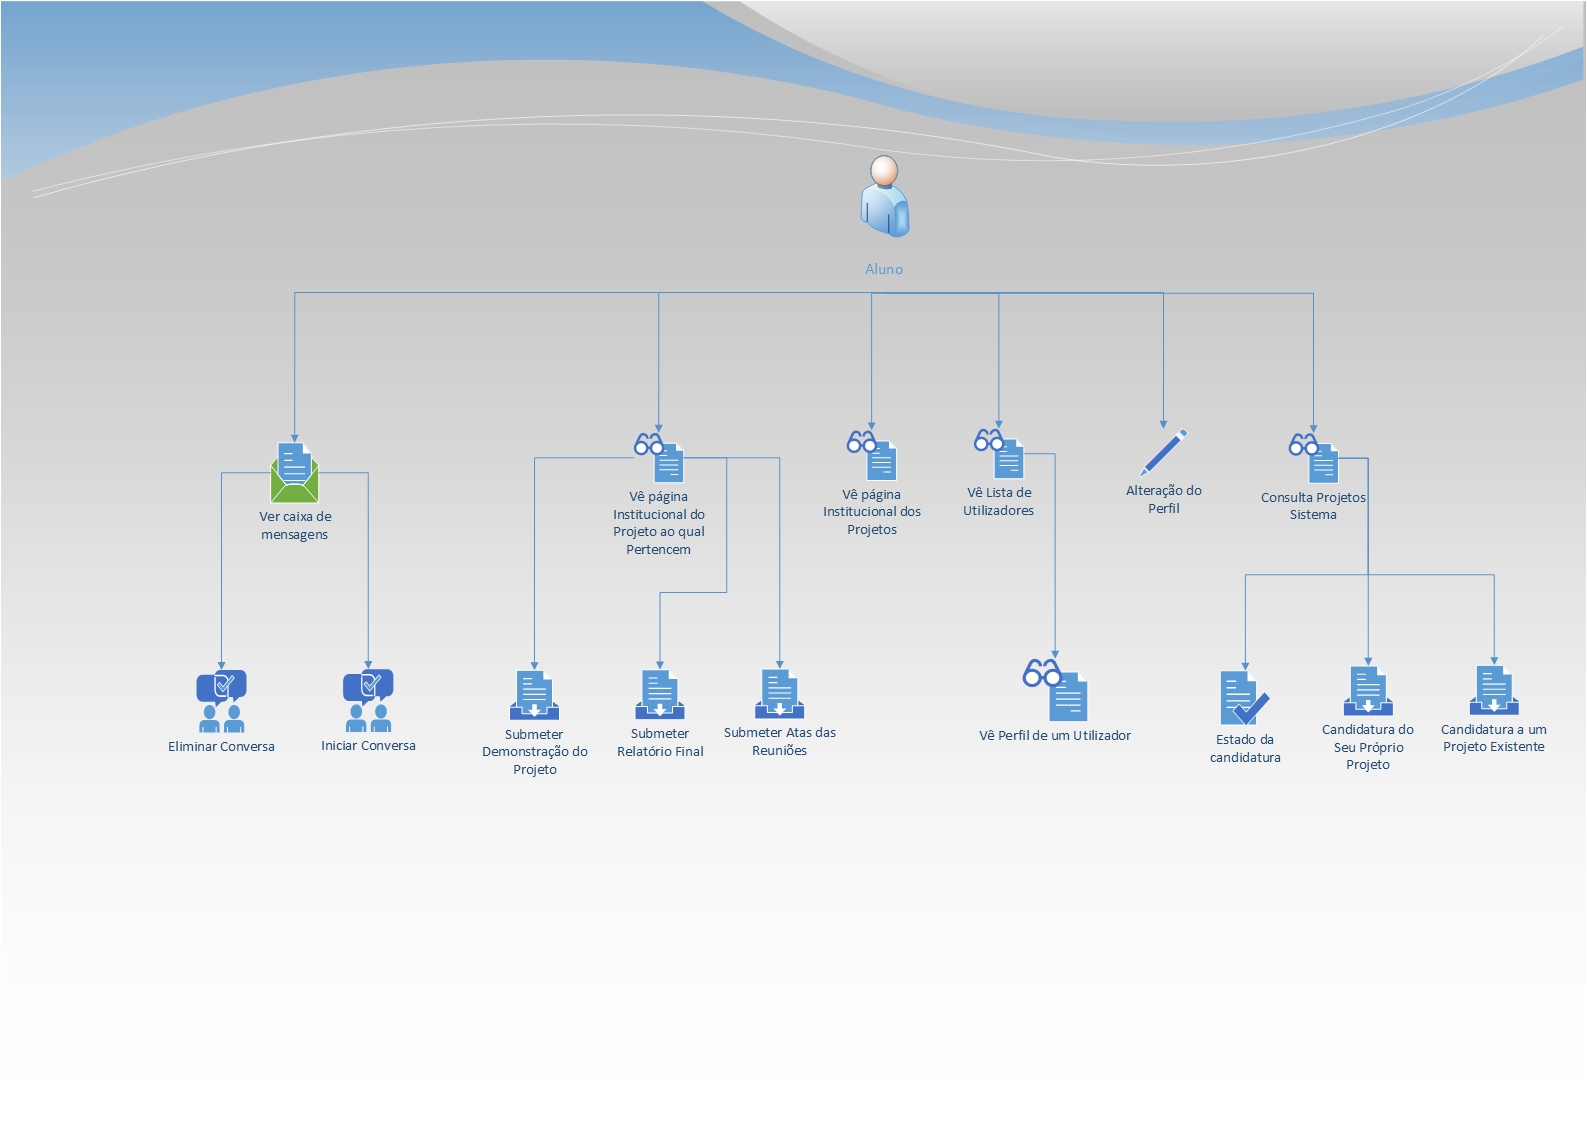 Aluno
Ver caixa de
mensagens
Vê página
Institucional do
Projeto ao qual
Pertencem
Vê página
Institucional dos
Projetos
Vê Lista de
Utilizadores
Alteração do
Perfil
Consulta Projetos
Sistema
Eliminar Conversa
Iniciar Conversa
Submeter
Demonstração do
Projeto
Submeter
Relatório Final
Submeter Atas das
Reuniões
Vê Perfil de um Utilizador
Estado da
candidatura
Candidatura do
Seu Próprio
Projeto
Candidatura a um
Projeto Existente